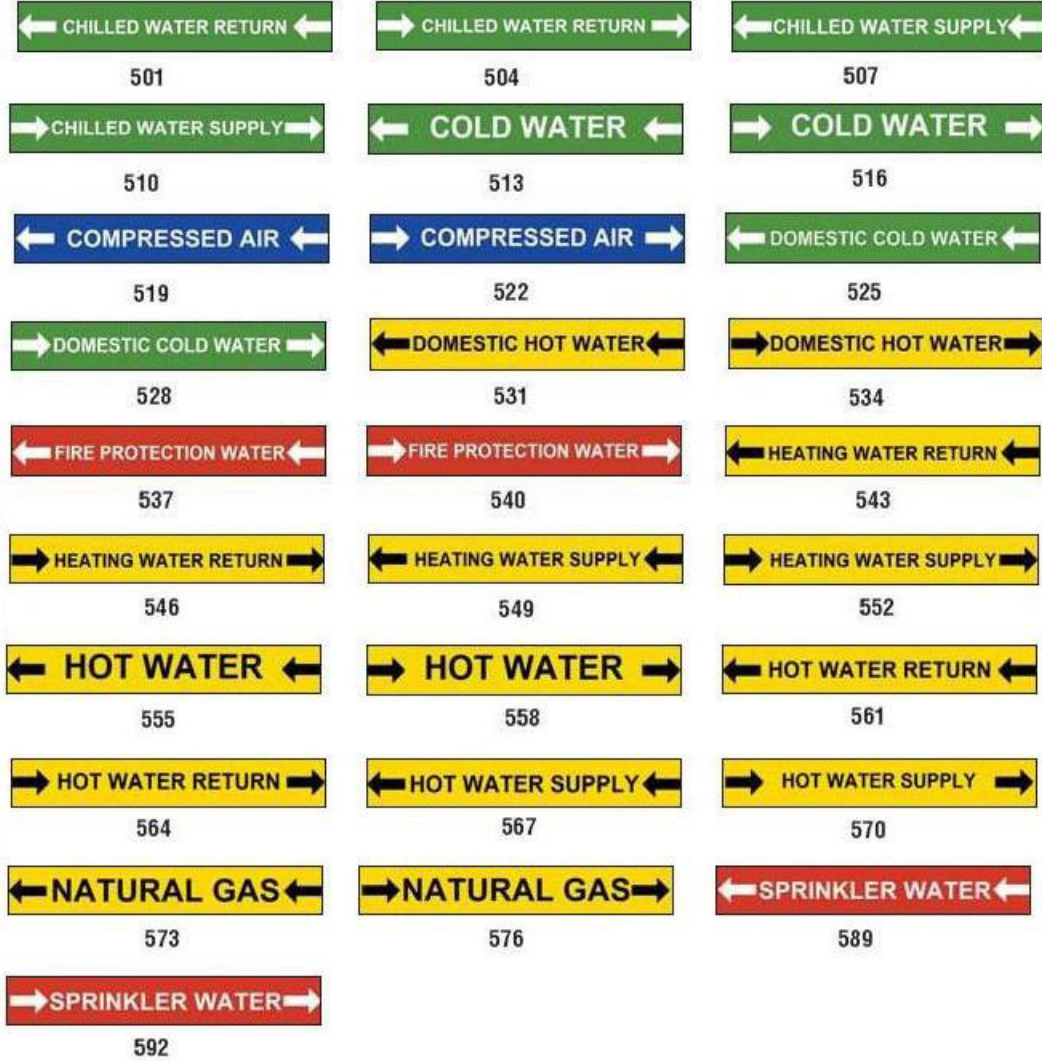 CHILLED WATER RETURN
501
CHILLED WATER RETURN
504
CHILLED WATER SUPPLY
507
CHILLED WATER SUPPLY
510
COLD WATER
513
COLD WATER
516
COMPRESSED AIR
519
COMPRESSED AIR
522
DOMESTIC COLD WATER
525
DOMESTIC COLD WATER
528
DOMESTIC HOT WATER
531
DOMESTIC HOT WATER
534
FIRE PROTECTION WATER
537
FIRE PROTECTION WATER
540
HEATING WATER RETURN
543
HEATING WATER RETURN
546
HEATING WATER SUPPLY
549
HEATING WATER SUPPLY
552
HOT WATER
555
HOT WATER
558
HOT WATER RETURN
561
HOT WATER RETURN
564
HOT WATER SUPPLY
567
HOT WATER SUPPLY
570
NATURAL GAS
573
NATURAL GAS
576
SPRINKLER WATER
589
SPRINKLER WATER
592